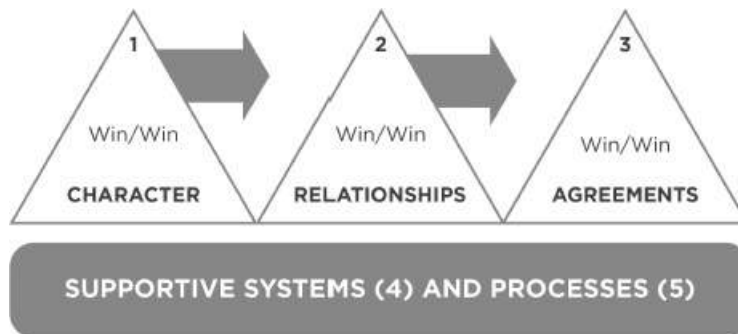 1
Win/Win
CHARACTER
2
Win/Win
RELATIONSHIPS
3
Win/Win
AGREEMENTS
SUPPORTIVE SYSTEMS (4) AND PROCESSES (5)